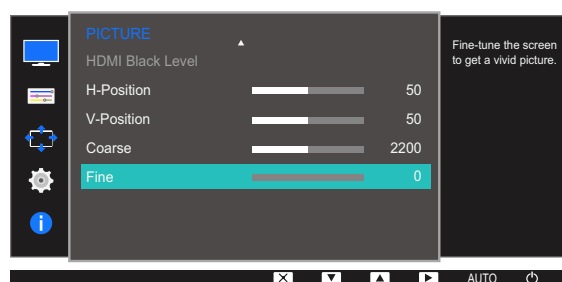 PICTURE
HDMI Black Level
H-Position 50
V-Position 50
Coarse 2200
Fine 0
Fine-tune the screen
to get a vivid picture.
AUTO